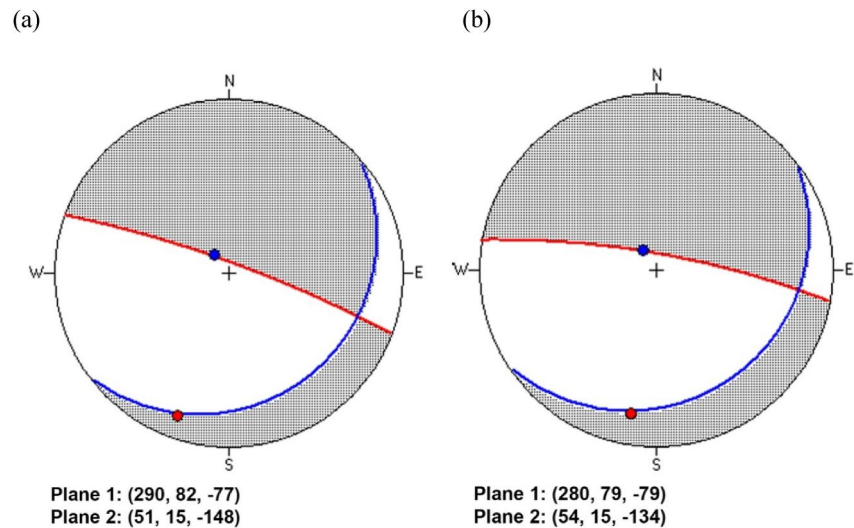 (a) (b)
N N
W E W E
S S
Plane 1: (290, 82, -77) Plane 1: (280, 79, -79)
Plane 2: (51, 15, -148) Plane 2: (54, 15, -134)